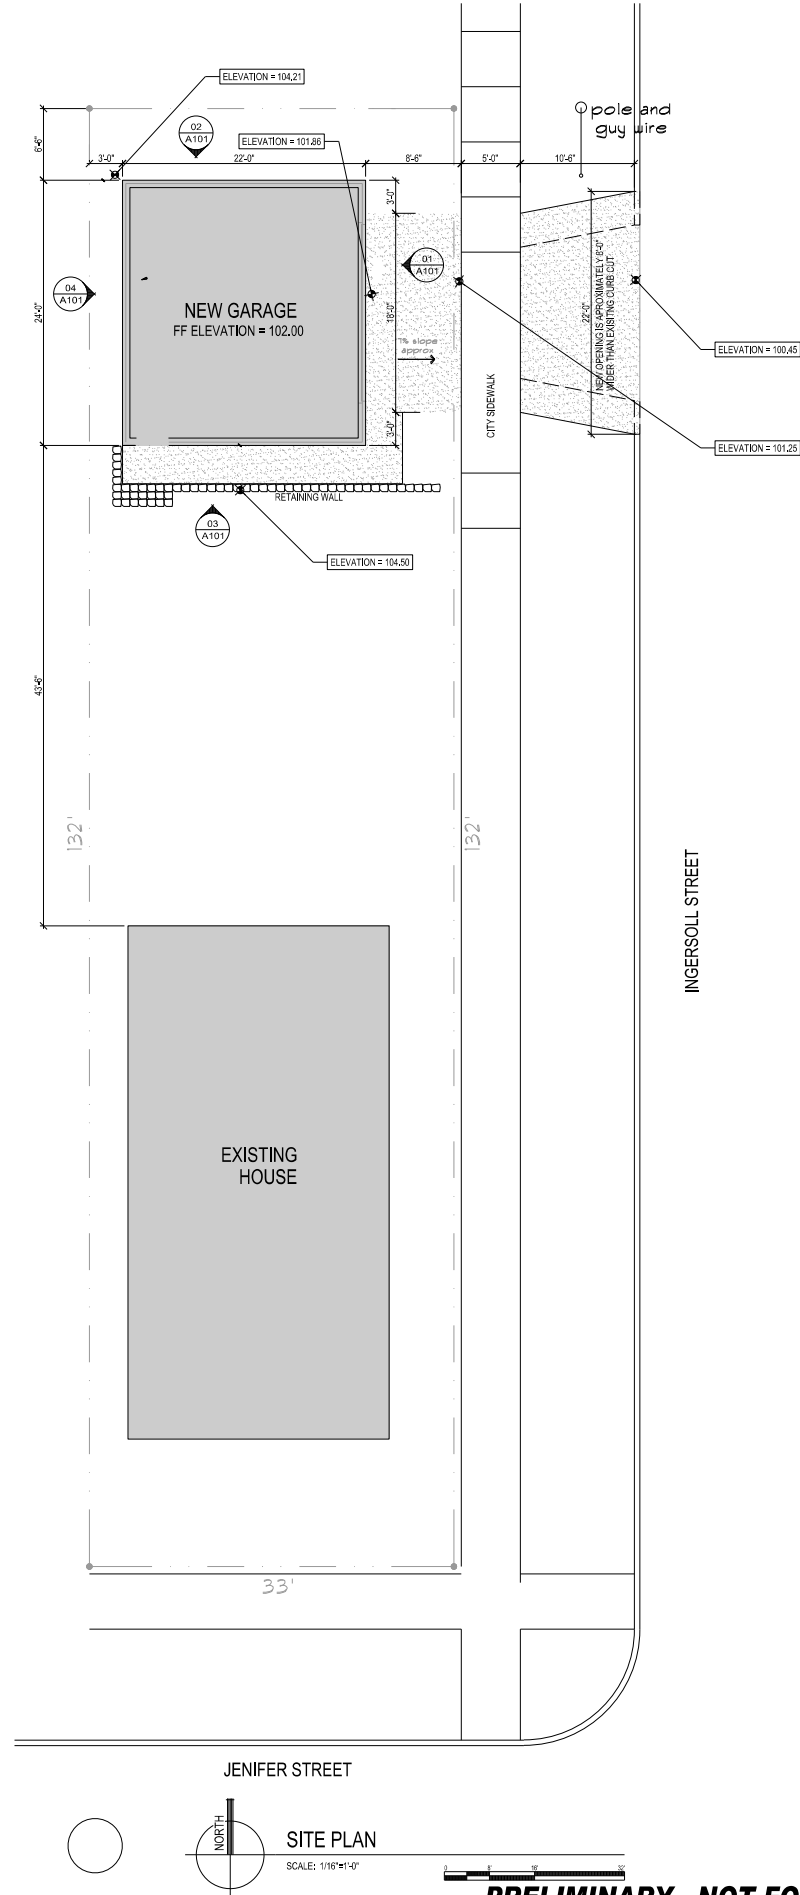 ELEVATION = 104.21
pole and
guy wire
02
A101
ELEVATION = 101.86
6'-6"
3'-0"
22'-0"
8'-6"
5'-0"
10'-6"
3'-0"
01
A101
04
A101
24'-0"
NEW GARAGE
FF ELEVATION = 102.00
18'-0"
1% slope
approx
22'-0"
NEW OPENING IS APROXIMATELY 8'-0"
WIDER THAN EXISITNG CURB CUT
ELEVATION = 100.45
CITY SIDEWALK
3'-0"
ELEVATION = 101.25
RETAINING WALL
03
A101
ELEVATION = 104.50
43'-6"
132'
132'
INGERSOLL STREET
EXISTING
HOUSE
33'
JENIFER STREET
NORTH
SITE PLAN
SCALE: 1/16"=1'-0"
0 8' 16' 32'
PRELIMINARY - NOT FO